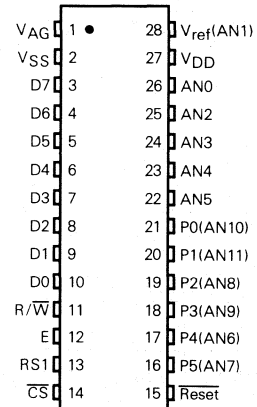 VAG 1 28 Vref(AN1)
VSS 2 27 VDD
D7 3 26 AN0
D6 4 25 AN2
D5 5 24 AN3
D4 6 23 AN4
D3 7 22 AN5
D2 8 21 P0(AN10)
D1 9 20 P1(AN11)
D0 10 19 P2(AN8)
R/W̅ 11 18 P3(AN9)
E 12 17 P4(AN6)
RS1 13 16 P5(AN7)
C̅S̅ 14 15 R̅e̅s̅e̅t̅